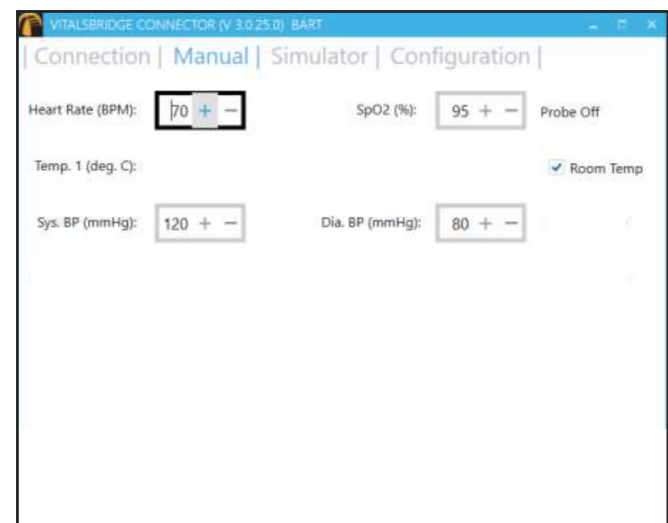 VITALSBRIDGE CONNECTOR (V 3.0.25.0) BART
| Connection | Manual | Simulator | Configuration |
Heart Rate (BPM): 70 + − SpO2 (%): 95 + − Probe Off
Temp. 1 (deg. C): Room Temp
Sys. BP (mmHg): 120 + − Dia. BP (mmHg): 80 + −